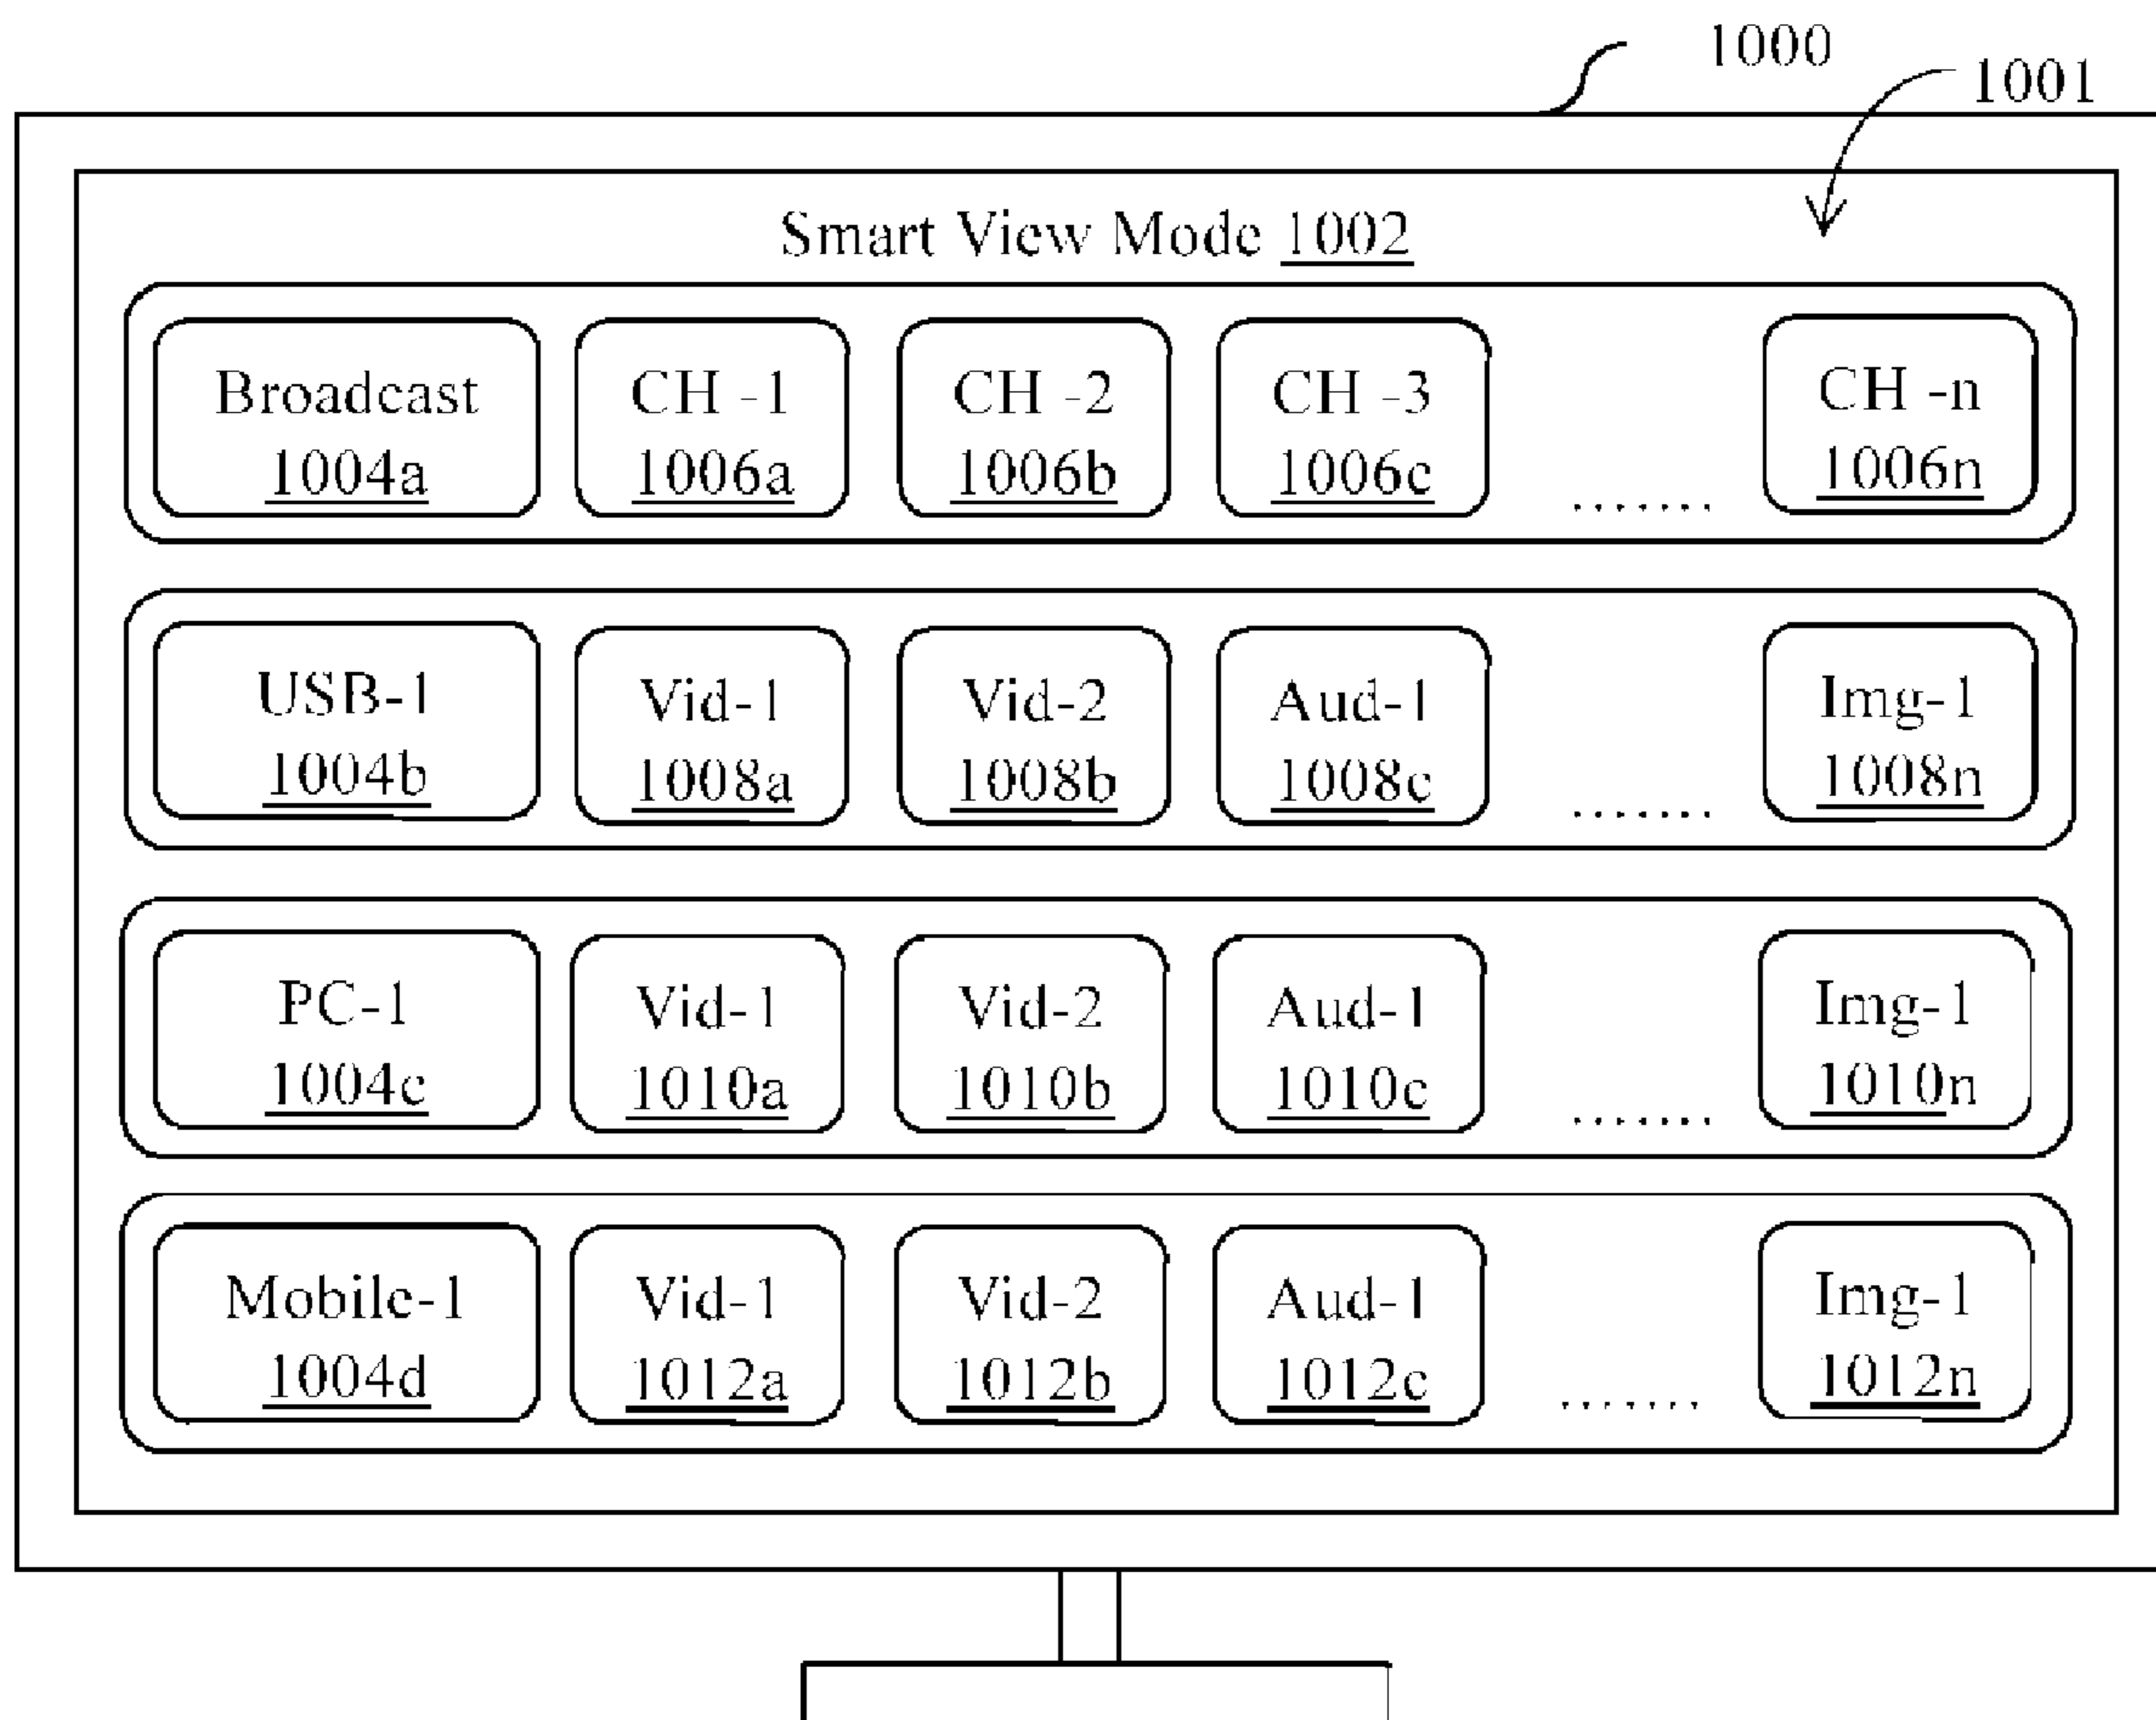 1000
1001
Smart View Mode 1002
Broadcast
1004a
CH -1
1006a
CH -2
1006b
CH -3
1006c
.......
CH -n
1006n
USB-1
1004b
Vid-1
1008a
Vid-2
1008b
Aud-1
1008c
.......
Img-1
1008n
PC-1
1004c
Vid-1
1010a
Vid-2
1010b
Aud-1
1010c
.......
Img-1
1010n
Mobile-1
1004d
Vid-1
1012a
Vid-2
1012b
Aud-1
1012c
.......
Img-1
1012n